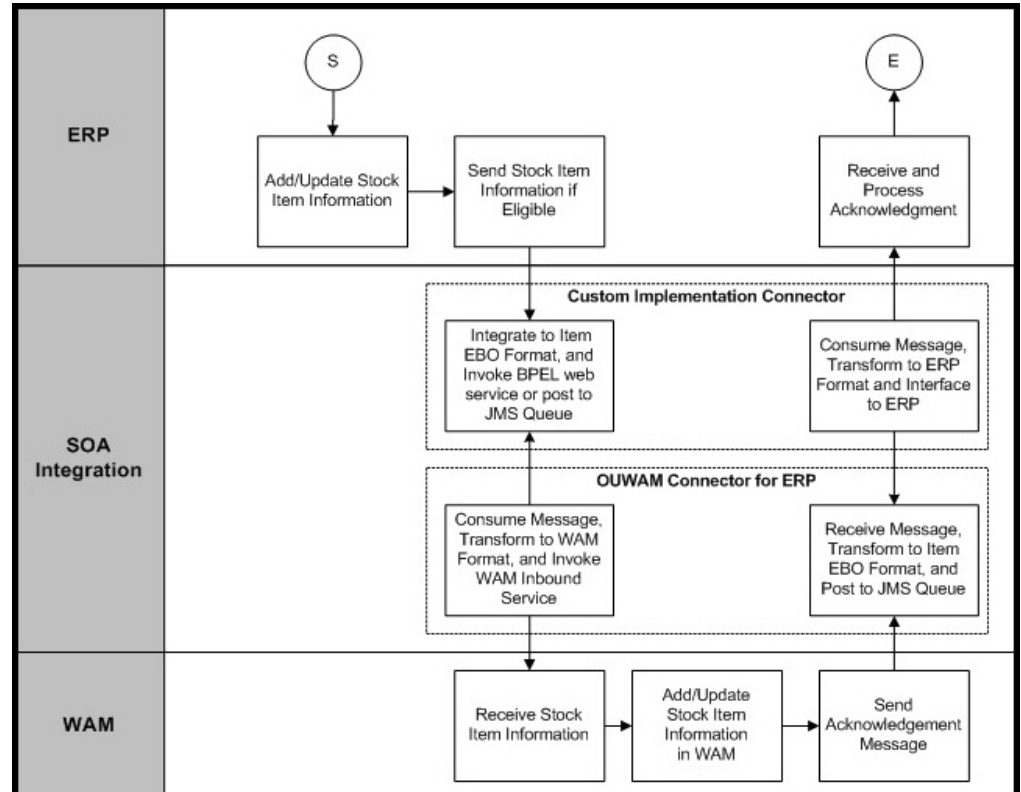 S
E
ERP
Add/Update Stock
Item Information
Send Stock Item
Information if
Eligible
Receive and
Process
Acknowledgment
SOA
Integration
Custom Implementation Connector
Integrate to Item
EBO Format, and
Invoke BPEL web
service or post to
JMS Queue
Consume Message,
Transform to ERP
Format and Interface
to ERP
OUWAM Connector for ERP
Consume Message,
Transform to WAM
Format, and Invoke
WAM Inbound
Service
Receive Message,
Transform to Item
EBO Format, and
Post to JMS Queue
WAM
Receive Stock
Item Information
Add/Update
Stock Item
Information
in WAM
Send
Acknowledgement
Message